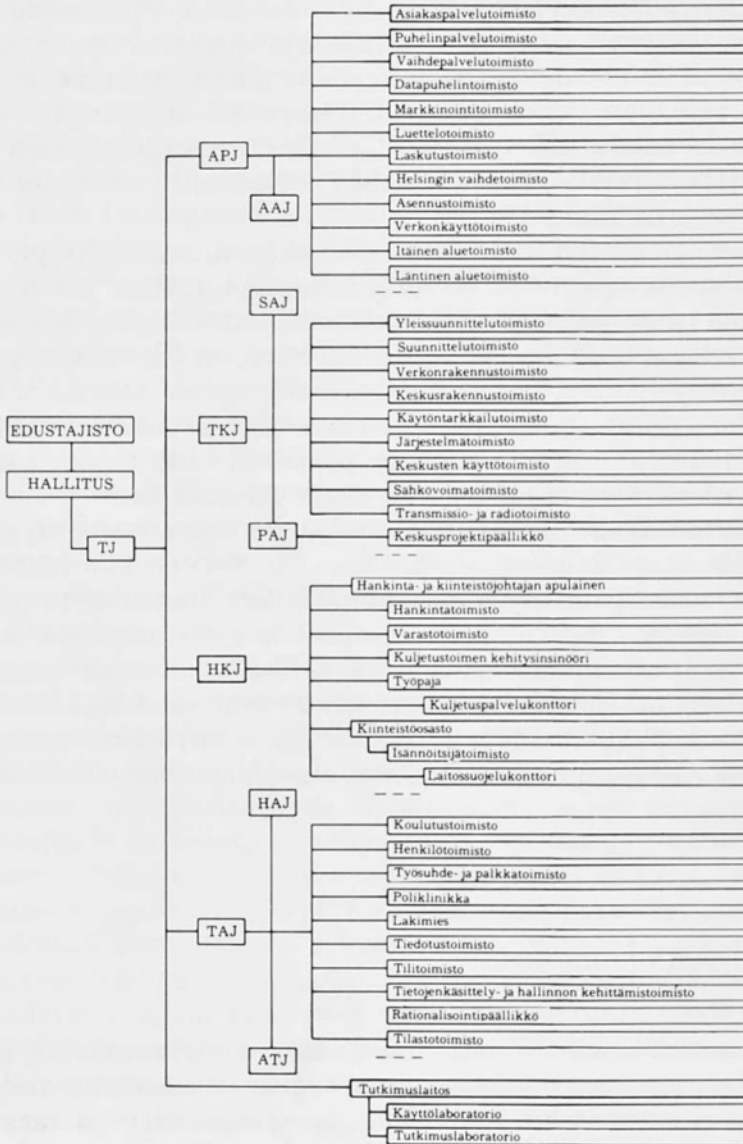 Asiakaspalvelutoimisto
Puhelinpalvelutoimisto
Vaihdepalvelutoimisto
Datapuhelintoimisto
Markkinointitoimisto
Luettelotoimisto
APJ
Laskutustoimisto
Helsingin vaihdetoimisto
AAJ
Asennustoimisto
Verkonkäyttötoimisto
Itäinen aluetoimisto
Läntinen aluetoimisto
SAJ
Yleissuunnittelutoimisto
Suunnittelutoimisto
Verkonrakennustoimisto
Keskusrakennustoimisto
Käytöntarkkailutoimisto
EDUSTAJISTO
TKJ
Järjestelmätoimisto
Keskusten käyttötoimisto
HALLITUS
Sähkövoimatoimisto
Transmissio- ja radiotoimisto
PAJ
Keskusprojektipäällikkö
TJ
Hankinta- ja kiinteistöjohtajan apulainen
Hankintatoimisto
Varastotoimisto
Kuljetustoimen kehitysinsinööri
HKJ
Työpaja
Kuljetuspalvelukonttori
Kiinteistöosasto
Isännöitsijätoimisto
Laitossuojelukonttori
HAJ
Koulutustoimisto
Henkilötoimisto
Työsuhde- ja palkkatoimisto
Poliklinikka
Lakimies
TAJ
Tiedotustoimisto
Tilitoimisto
Tietojenkäsittely- ja hallinnon kehittämistoimisto
Rationalisointipäällikkö
Tilastotoimisto
ATJ
Tutkimuslaitos
Käyttölaboratorio
Tutkimuslaboratorio